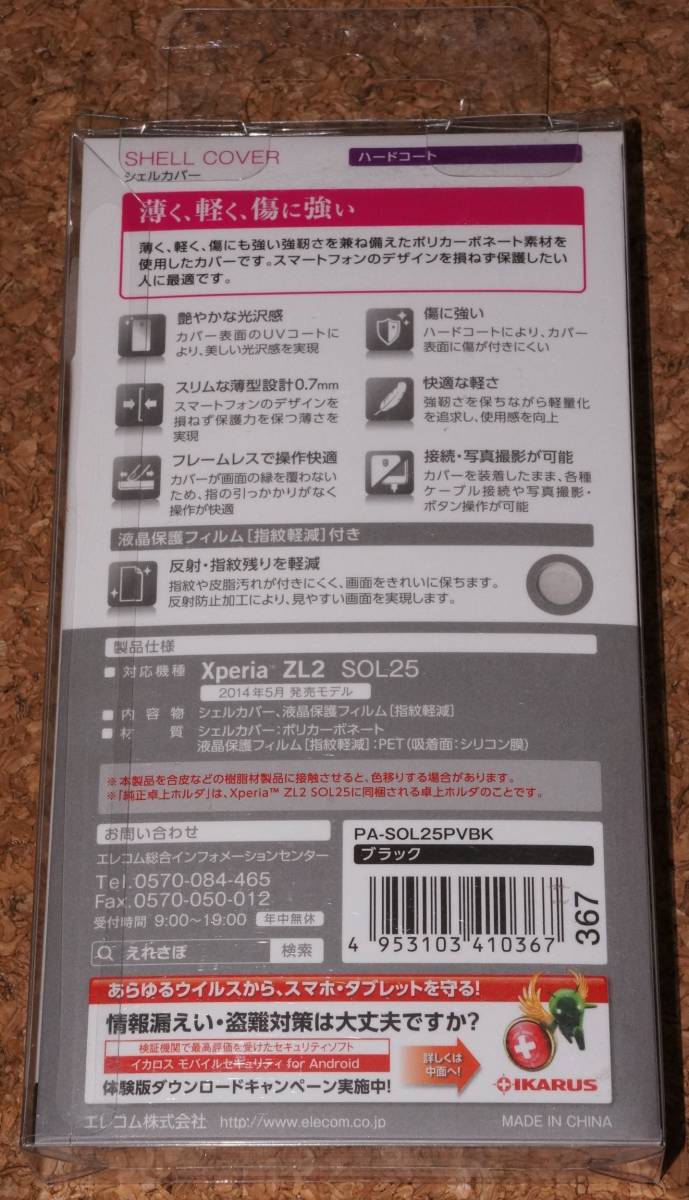 SHELL COVER
シェルカバー
ハードコート
薄く、軽く、傷に強い
薄く、軽く、傷にも強い強靭さを兼ね備えたポリカーボネート素材を
使用したカバーです。スマートフォンのデザインを損ねず保護したい
人に最適です。
艶やかな光沢感
カバー表面のUVコートに
より、美しい光沢感を実現
傷に強い
ハードコートにより、カバー
表面に傷が付きにくい
スリムな薄型設計0.7mm
スマートフォンのデザインを
損ねず保護力を保つ薄さを
実現
快適な軽さ
強靭さを保ちながら軽量化
を追求し、使用感を向上
フレームレスで操作快適
カバーが画面の縁を覆わない
ため、指の引っかかりがなく
操作が快適
接続・写真撮影が可能
カバーを装着したまま、各種
ケーブル接続や写真撮影・
ボタン操作が可能
液晶保護フィルム[指紋軽減]付き
反射・指紋残りを軽減
指紋や皮脂汚れが付きにくく、画面をきれいに保ちます。
反射防止加工により、見やすい画面を実現します。
製品仕様
■対応機種 Xperia™ ZL2 SOL25
2014年5月 発売モデル
■内容物 シェルカバー、液晶保護フィルム[指紋軽減]
■材質 シェルカバー:ポリカーボネート
液晶保護フィルム[指紋軽減]:PET(吸着面:シリコン膜)
※本製品を合皮などの樹脂材製品に接触させると、色移りする場合があります。
※「純正卓上ホルダ」は、Xperia™ ZL2 SOL25に同梱される卓上ホルダのことです。
お問い合わせ
エレコム総合インフォメーションセンター
Tel.0570-084-465
Fax.0570-050-012
受付時間 9:00〜19:00 年中無休
えれさぽ 検索
PA-SOL25PVBK
ブラック
4 953103 410367
367
あらゆるウイルスから、スマホ・タブレットを守る!
情報漏えい・盗難対策は大丈夫ですか?
検証機関で最高評価を受けたセキュリティソフト
イカロス モバイルセキュリティ for Android
体験版ダウンロードキャンペーン実施中!
詳しくは
中面へ!
IKARUS
エレコム株式会社 http://www.elecom.co.jp
MADE IN CHINA